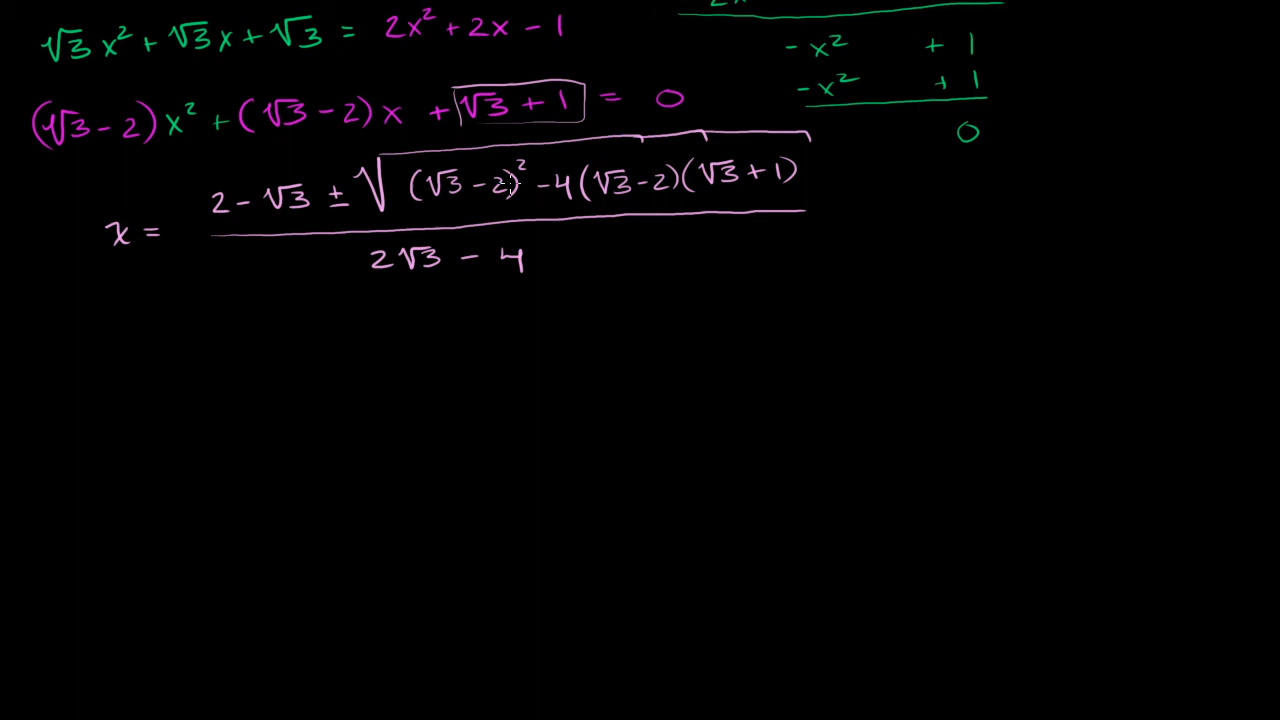 √3 x² + √3 x + √3 = 2x² + 2x - 1
- x² + 1
- x² + 1
0
(√3 - 2) x² + (√3 - 2) x + √3 + 1 = 0
x = (2 - √3 ± √((√3 - 2)² - 4(√3 - 2)(√3 + 1))) / (2√3 - 4)